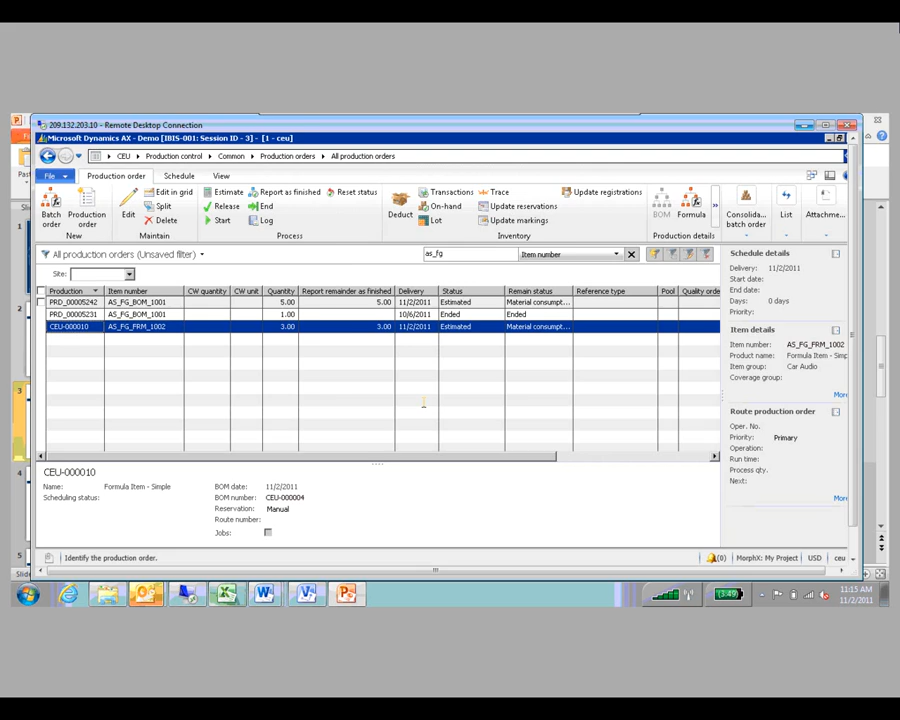 209.132.203.10 - Remote Desktop Connection
Microsoft Dynamics AX - Demo [IBIS-001: Session ID - 3] - [1 - ceu]
CEU Production control Common Production orders All production orders
File Production order Schedule View
Batch order
Production order
New
Edit
Edit in grid
Split
Delete
Maintain
Estimate Report as finished Reset status
Release End
Start Log
Process
Deduct
Transactions Trace Update registrations
On-hand Update reservations
Lot Update markings
Inventory
BOM Formula
Production details
Consolida... batch order
List
Attachme...
All production orders (Unsaved filter)
as_fg Item number
Site:
Production Item number CW quantity CW unit Quantity Report remainder as finished Delivery Status Remain status Reference type Pool Quality orde
PRD_00005242 AS_FG_BOM_1001 5.00 5.00 11/2/2011 Estimated Material consumpt...
PRD_00005231 AS_FG_BOM_1001 1.00 10/6/2011 Ended Ended
CEU-000010 AS_FG_FRM_1002 3.00 3.00 11/2/2011 Estimated Material consumpt...
Schedule details
Delivery: 11/2/2011
Start date:
End date:
Days: 0 days
Priority:
Item details
Item number: AS_FG_FRM_1002
Product name: Formula Item - Simp
Item group: Car Audio
Coverage group:
More
Route production order
Oper. No.
Priority: Primary
Operation:
Run time:
Process qty.
Next:
More
CEU-000010
Name: Formula Item - Simple
Scheduling status:
BOM date: 11/2/2011
BOM number: CEU-000004
Reservation: Manual
Route number:
Jobs:
Identify the production order.
(0) MorphX: My Project USD ceu
Past
1
3
4
5
Slid
(3:49)
11:15 AM
11/2/2011